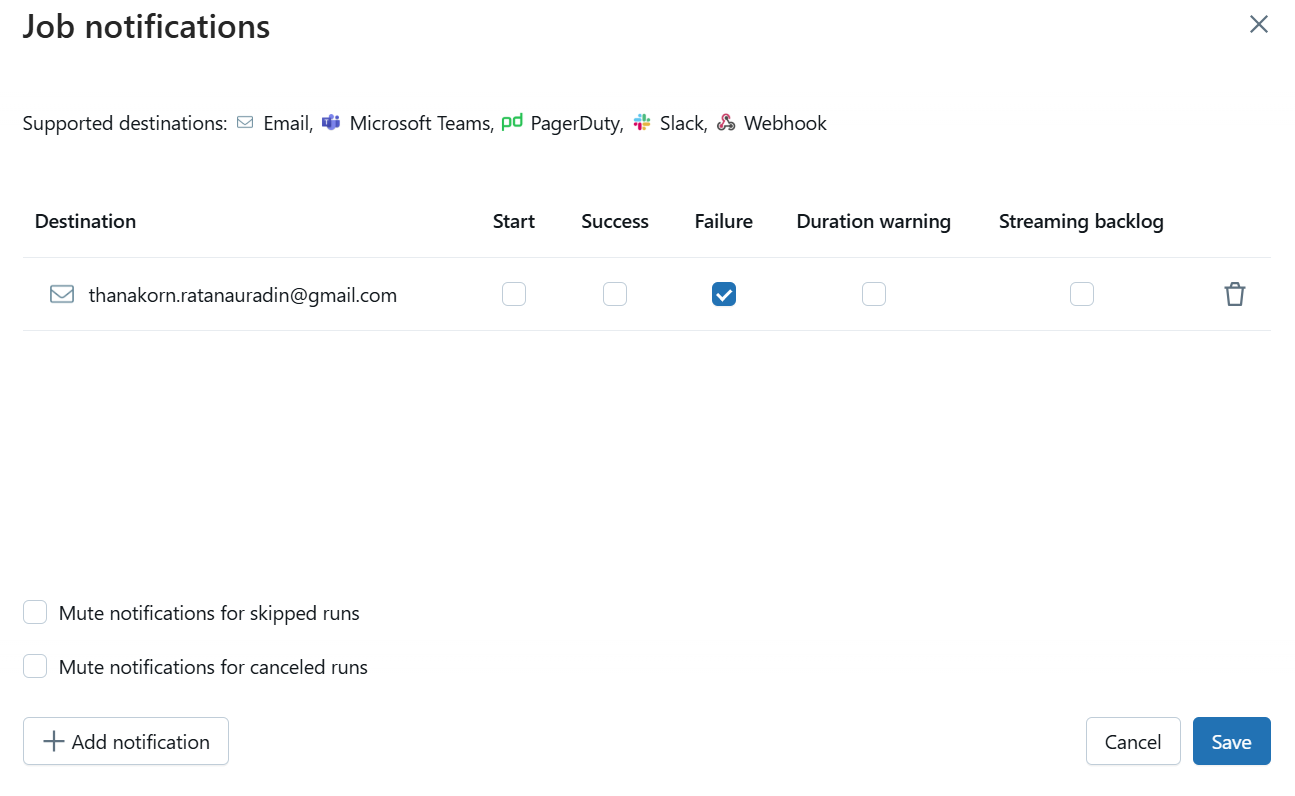 Job notifications
Supported destinations: Email, Microsoft Teams, PagerDuty, Slack, Webhook
Destination Start Success Failure Duration warning Streaming backlog
thanakorn.ratanauradin@gmail.com
Mute notifications for skipped runs
Mute notifications for canceled runs
Add notification Cancel Save